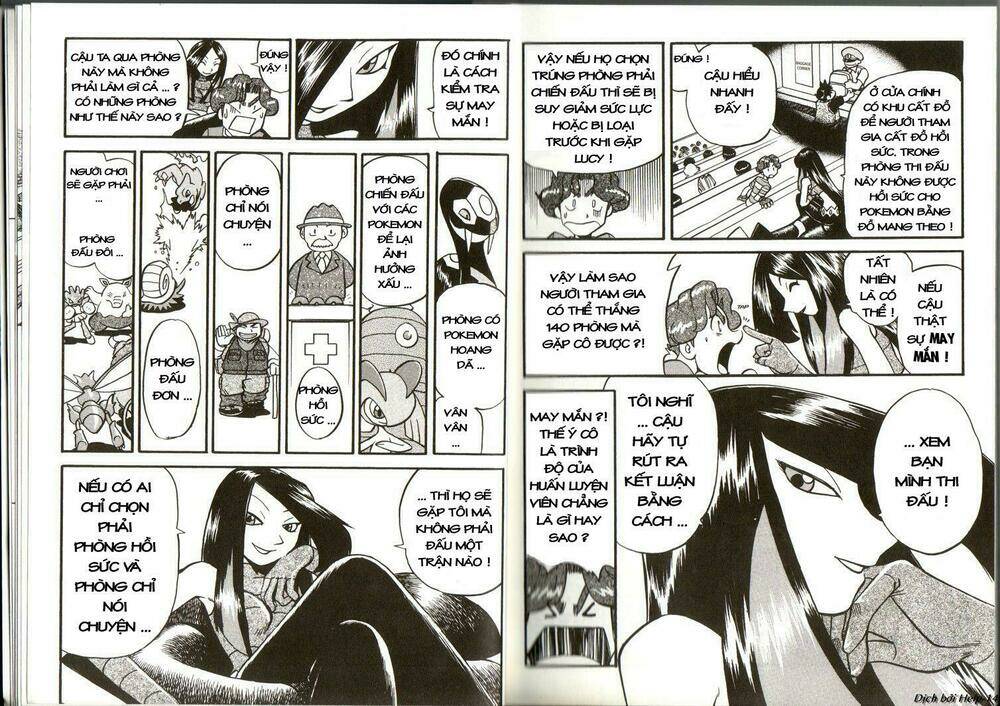 CẬU TA QUA PHÒNG
NÀY MÀ KHÔNG
PHẢI LÀM GÌ CẢ ... ?
CÓ NHỮNG PHÒNG
NHƯ THẾ NÀY SAO ?
ĐÚNG
VẬY !
ĐÓ CHÍNH
LÀ CÁCH
KIỂM TRA
SỰ MAY
MẮN !
NGƯỜI CHƠI
SẼ GẶP PHẢI
...
PHÒNG
ĐẤU ĐÔI ...
PHÒNG
ĐẤU
ĐƠN ...
PHÒNG
CHỈ NÓI
CHUYỆN
...
PHÒNG
HỒI
SỨC ...
PHÒNG
CHIẾN ĐẤU
VỚI CÁC
POKEMON
ĐỂ LẠI
ẢNH
HƯỞNG
XẤU ...
PHÒNG CÓ
POKEMON
HOANG
DÃ ...
VÂN
VÂN ...
NẾU CÓ AI
CHỈ CHỌN
PHẢI
PHÒNG HỒI
SỨC VÀ
PHÒNG CHỈ
NÓI
CHUYỆN ...
... THÌ HỌ SẼ
GẶP TÔI MÀ
KHÔNG PHẢI
ĐẤU MỘT
TRẬN NÀO !
VẬY NẾU HỌ CHỌN
TRÚNG PHÒNG PHẢI
CHIẾN ĐẤU THÌ SẼ BỊ
SUY GIẢM SỨC LỰC
HOẶC BỊ LOẠI
TRƯỚC KHI GẶP
LUCY !
ĐÚNG !
CẬU HIỂU
NHANH
ĐẤY !
BAGGAGE
CORNER
Ở CỬA CHÍNH
CÓ KHU CẤT ĐỒ
ĐỂ NGƯỜI THAM
GIA CẤT ĐỒ HỒI
SỨC. TRONG
PHÒNG THI ĐẤU
NÀY KHÔNG ĐƯỢC
HỒI SỨC CHO
POKEMON BẰNG
ĐỒ MANG THEO !
VẬY LÀM SAO
NGƯỜI THAM GIA
CÓ THỂ THẮNG
140 PHÒNG MÀ
GẶP CÔ ĐƯỢC ?!
TAP
TẤT
NHIÊN
LÀ CÓ
THỂ !
NẾU
CẬU
THẬT
SỰ MAY
MẮN !
MAY MẮN ?!
THẾ Ý CÔ
LÀ TRÌNH
ĐỘ CỦA
HUẤN LUYỆN
VIÊN CHẲNG
LÀ GÌ HAY
SAO ?
TÔI NGHĨ
... CẬU
HÃY TỰ
RÚT RA
KẾT LUẬN
BẰNG
CÁCH ...
... XEM
BẠN
MÌNH THI
ĐẤU !